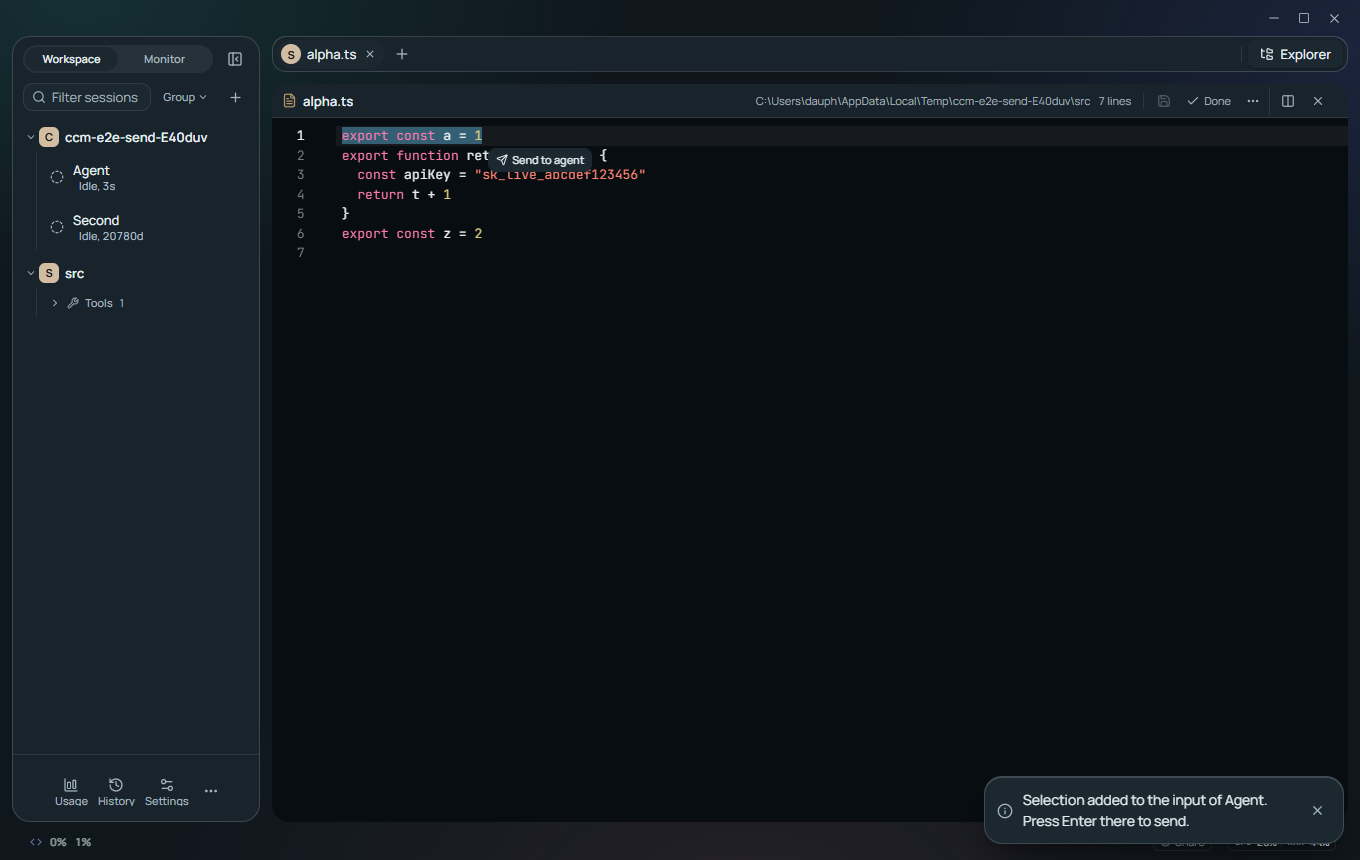 Workspace
Monitor
Filter sessions
Group
C
ccm-e2e-send-E40duv
Agent
Idle, 3s
Second
Idle, 20780d
S
src
Tools 1
Usage
History
Settings
0% 1%
S alpha.ts
Explorer
alpha.ts
C:\Users\dauph\AppData\Local\Temp\ccm-e2e-send-E40duv\src 7 lines
Done
1 export const a = 1
2 export function ret {
Send to agent
3 const apiKey = "sk_live_abcdef123456"
4 return t + 1
5 }
6 export const z = 2
7
Selection added to the input of Agent.
Press Enter there to send.